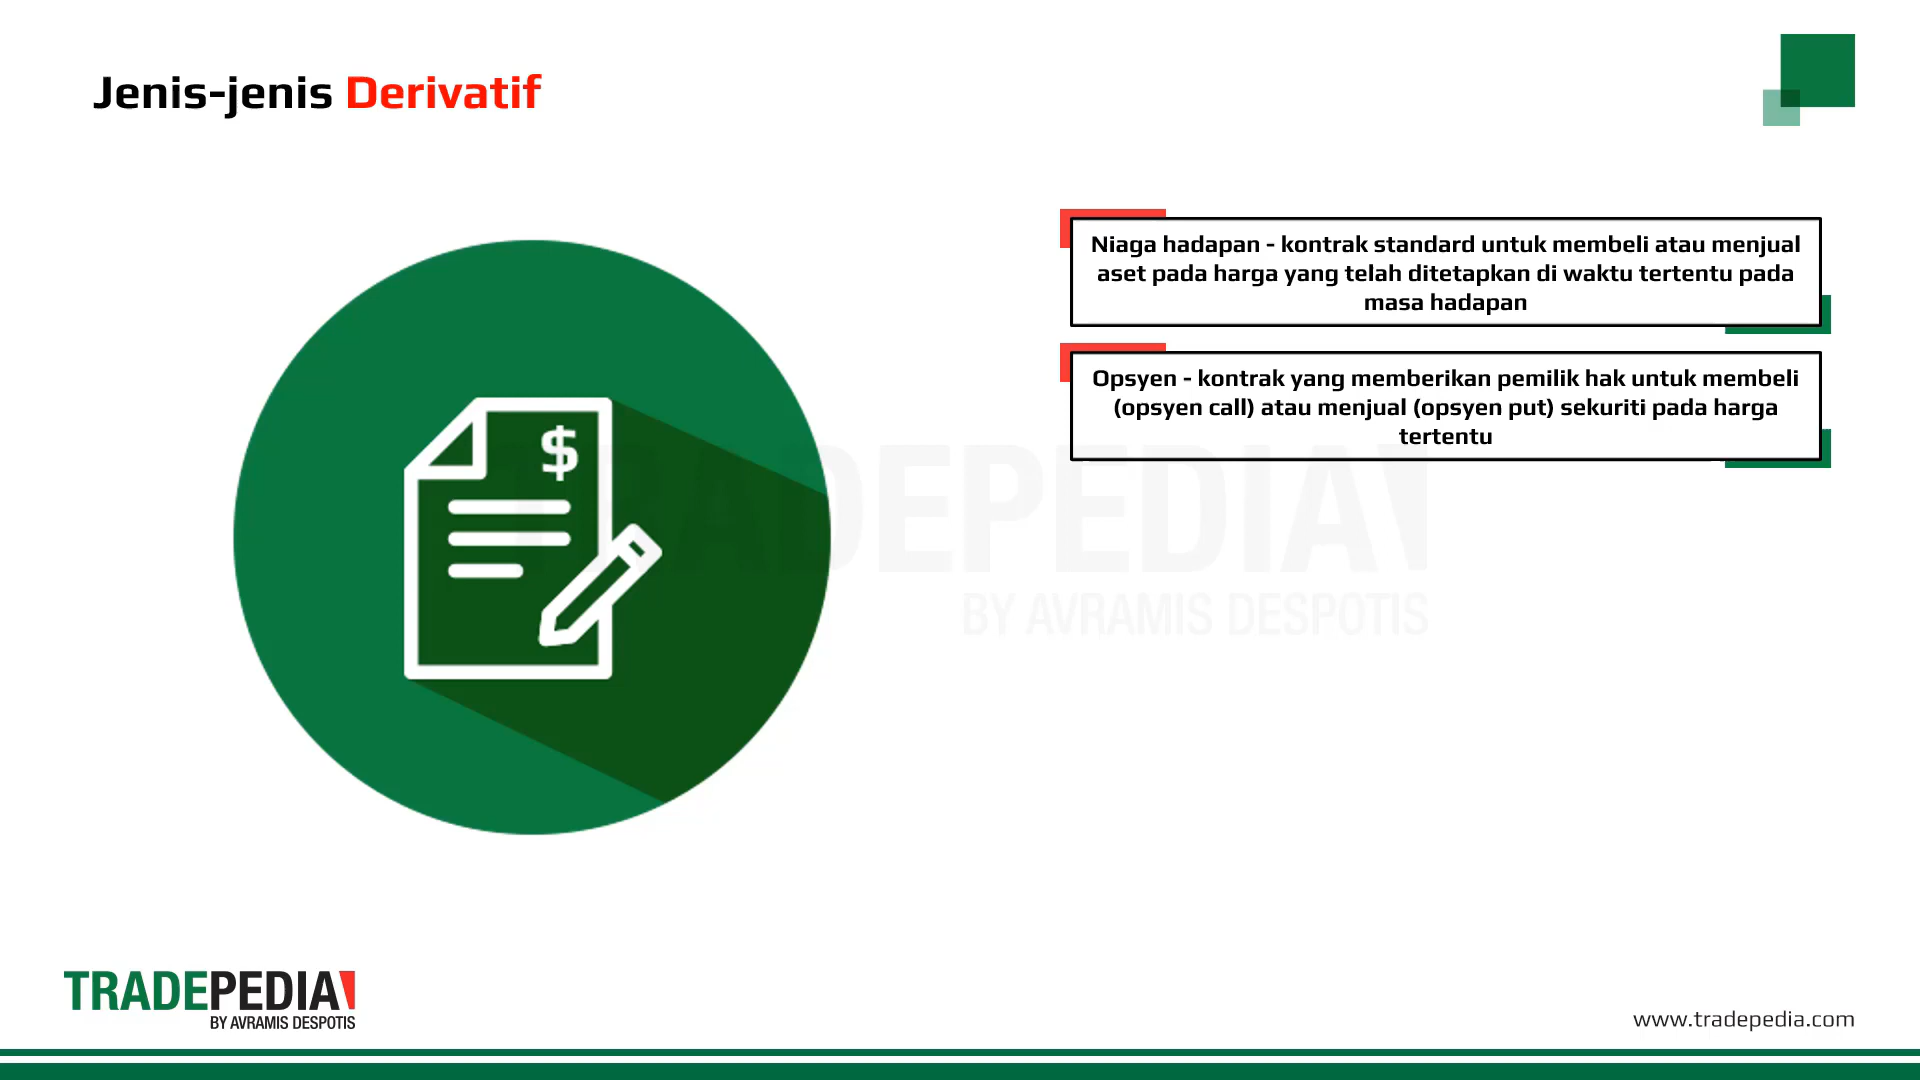 Jenis-jenis Derivatif
Niaga hadapan - kontrak standard untuk membeli atau menjual
aset pada harga yang telah ditetapkan di waktu tertentu pada
masa hadapan
Opsyen - kontrak yang memberikan pemilik hak untuk membeli
(opsyen call) atau menjual (opsyen put) sekuriti pada harga
tertentu
$
TRADEPEDIA
BY AVRAMIS DESPOTIS
TRADEPEDIA
BY AVRAMIS DESPOTIS
www.tradepedia.com